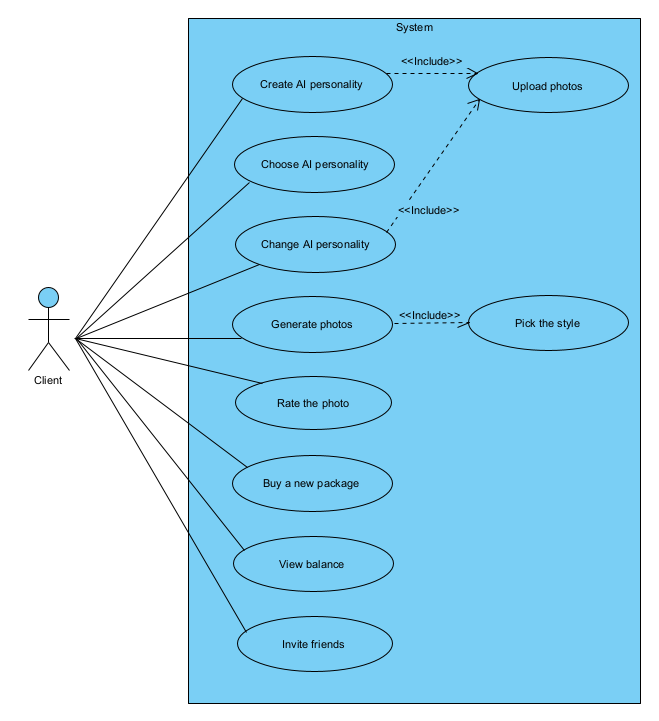 System
<<Include>>
Create AI personality
Upload photos
Choose AI personality
<<Include>>
Change AI personality
<<Include>>
Generate photos
Pick the style
Client
Rate the photo
Buy a new package
View balance
Invite friends